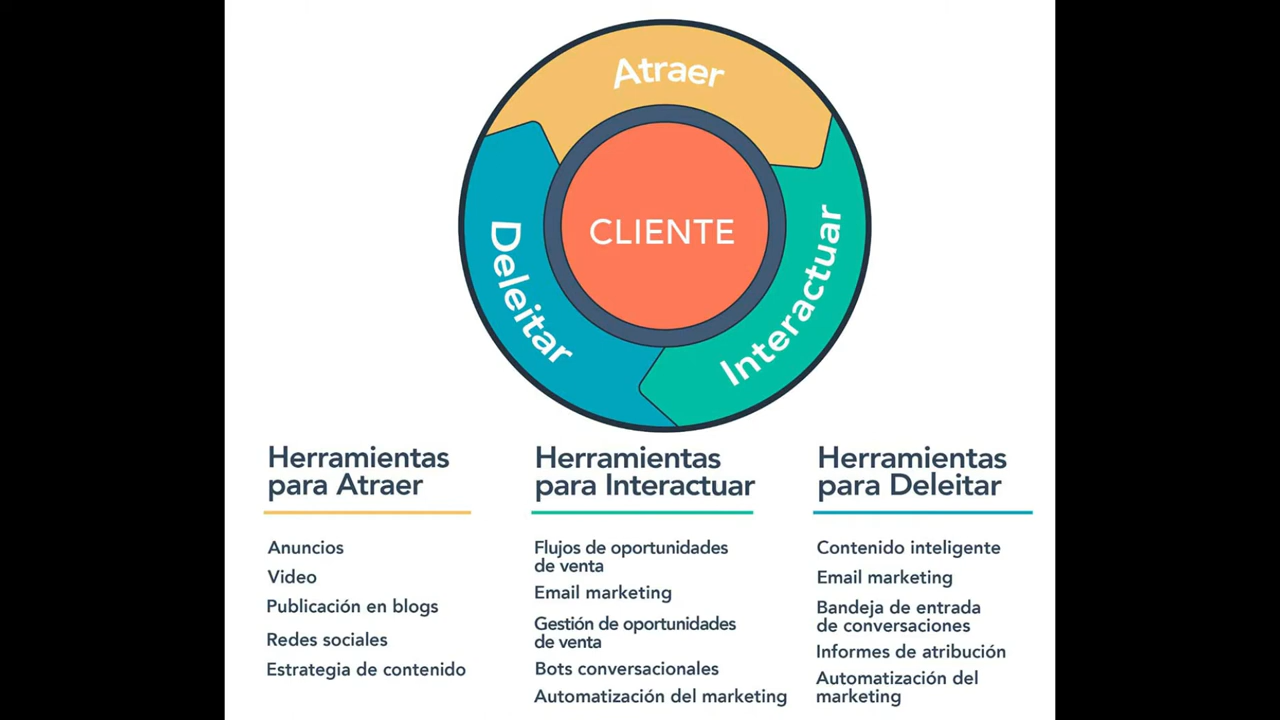 Atraer
Deleitar
CLIENTE
Interactuar
Herramientas
para Atraer
Anuncios
Video
Publicación en blogs
Redes sociales
Estrategia de contenido
Herramientas
para Interactuar
Flujos de oportunidades
de venta
Email marketing
Gestión de oportunidades
de venta
Bots conversacionales
Automatización del marketing
Herramientas
para Deleitar
Contenido inteligente
Email marketing
Bandeja de entrada
de conversaciones
Informes de atribución
Automatización del
marketing